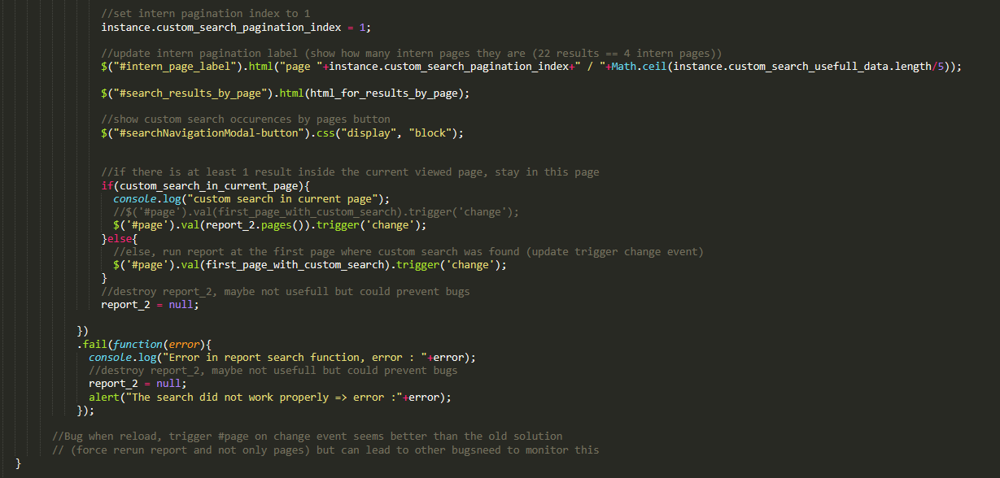 //set intern pagination index to 1
instance.custom_search_pagination_index = 1;
//update intern pagination label (show how many intern pages they are (22 results == 4 intern pages))
$("#intern_page_label").html("page "+instance.custom_search_pagination_index+" / "+Math.ceil(instance.custom_search_usefull_data.length/5));
$("#search_results_by_page").html(html_for_results_by_page);
//show custom search occurences by pages button
$("#searchNavigationModal-button").css("display", "block");
//if there is at least 1 result inside the current viewed page, stay in this page
if(custom_search_in_current_page){
console.log("custom search in current page");
//$('#page').val(first_page_with_custom_search).trigger('change');
$('#page').val(report_2.pages()).trigger('change');
}else{
//else, run report at the first page where custom search was found (update trigger change event)
$('#page').val(first_page_with_custom_search).trigger('change');
}
//destroy report_2, maybe not usefull but could prevent bugs
report_2 = null;
})
.fail(function(error){
console.log("Error in report search function, error : "+error);
//destroy report_2, maybe not usefull but could prevent bugs
report_2 = null;
alert("The search did not work properly => error :"+error);
});
//Bug when reload, trigger #page on change event seems better than the old solution
// (force rerun report and not only pages) but can lead to other bugsneed to monitor this
}